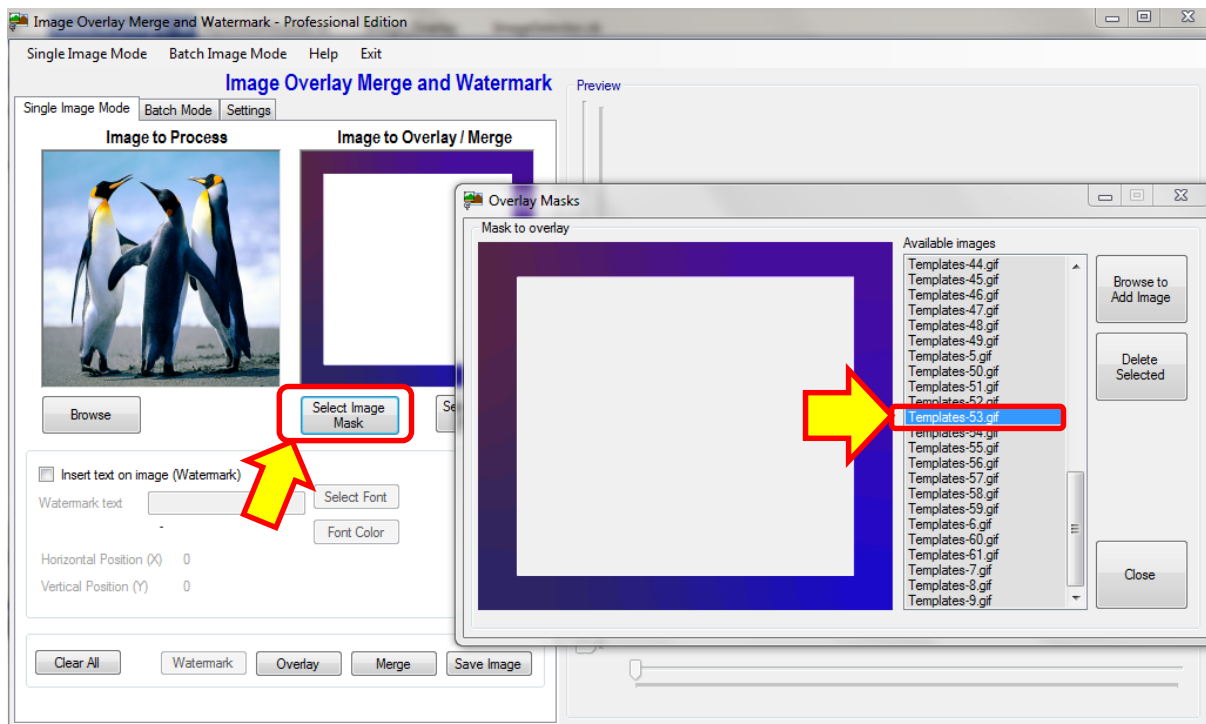 Image Overlay Merge and Watermark - Professional Edition
Single Image Mode Batch Image Mode Help Exit
Image Overlay Merge and Watermark
Preview
Single Image Mode Batch Mode Settings
Image to Process
Image to Overlay / Merge
Browse
Select Image
Mask
Se
Insert text on image (Watermark)
Watermark text
Select Font
-
Font Color
Horizontal Position (X) 0
Vertical Position (Y) 0
Clear All
Watermark
Overlay
Merge
Save Image
Overlay Masks
Mask to overlay
Available images
Templates-44.gif
Templates-45.gif
Templates-46.gif
Templates-47.gif
Templates-48.gif
Templates-49.gif
Templates-5.gif
Templates-50.gif
Templates-51.gif
Templates-52.gif
Templates-53.gif
Templates-54.gif
Templates-55.gif
Templates-56.gif
Templates-57.gif
Templates-58.gif
Templates-59.gif
Templates-6.gif
Templates-60.gif
Templates-61.gif
Templates-7.gif
Templates-8.gif
Templates-9.gif
Browse to
Add Image
Delete
Selected
Close